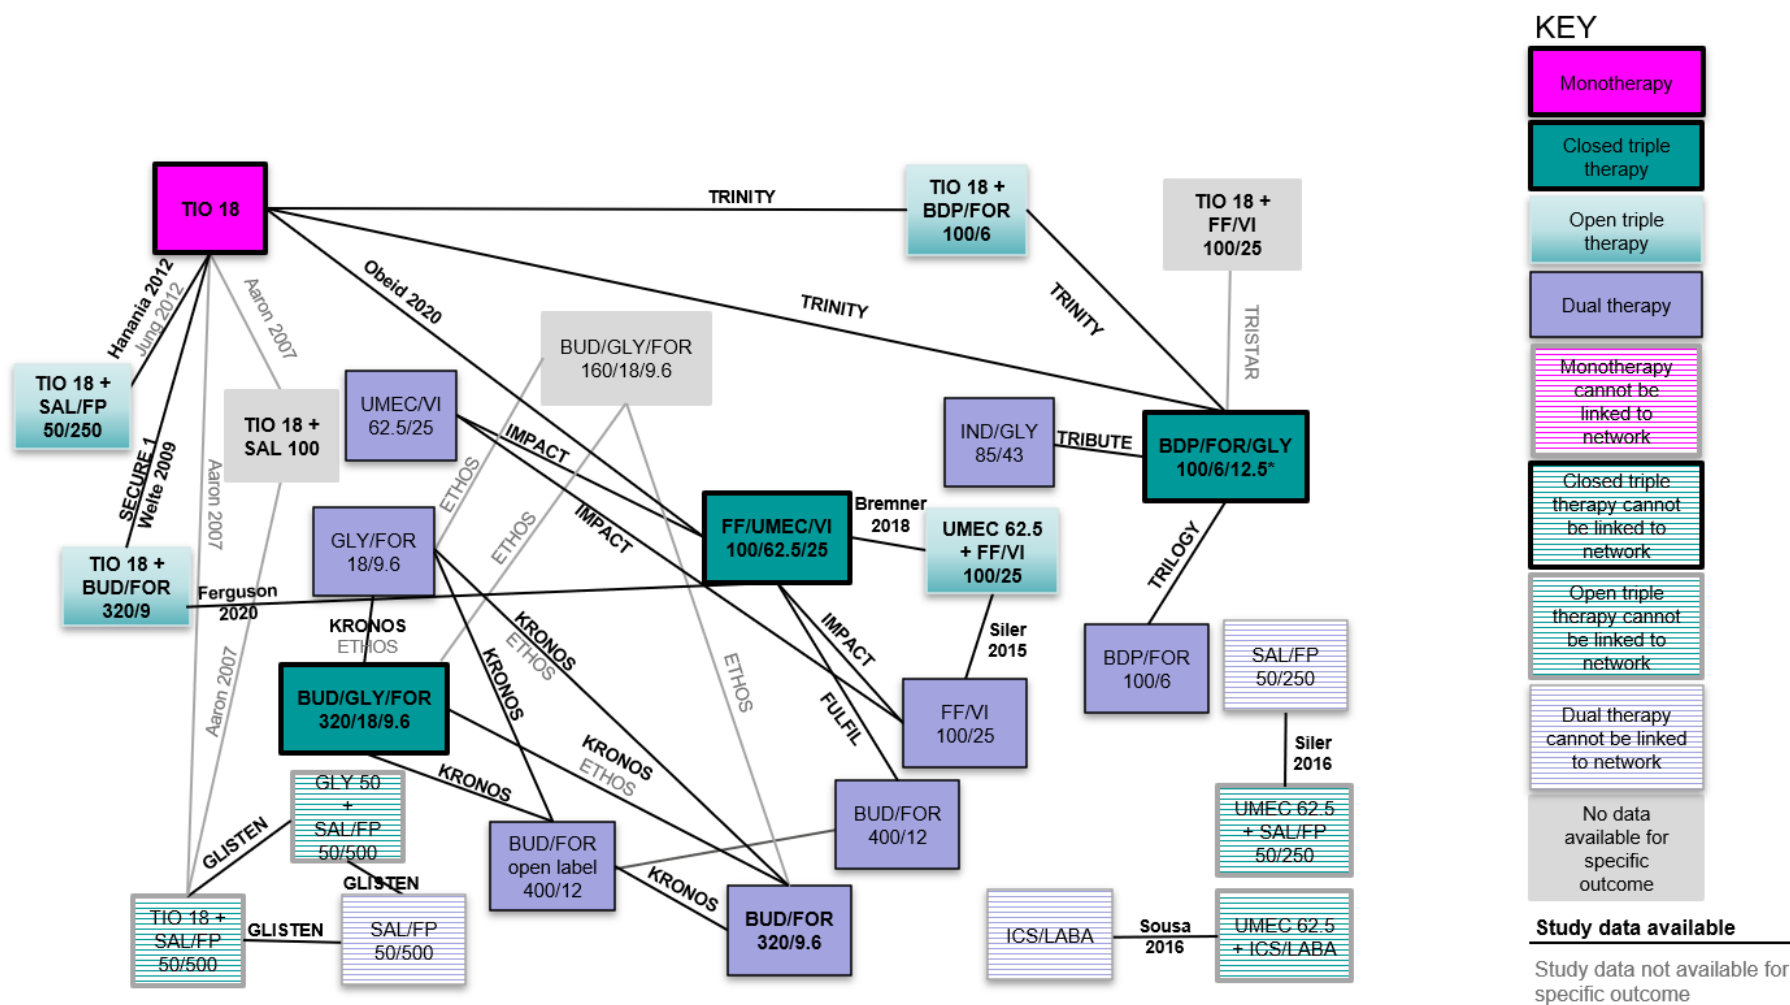 KEY
Monotherapy
Closed triple
therapy
Open triple
therapy
Dual therapy
Monotherapy
cannot be
linked to
network
Closed triple
therapy cannot
be linked to
network
Open triple
therapy cannot
be linked to
network
Dual therapy
cannot be linked
to network
No data
available for
specific
outcome
Study data available
Study data not available for
specific outcome
TIO 18
TRINITY
TIO 18 +
BDP/FOR
100/6
TIO 18 +
FF/VI
100/25
Hanania 2012
Jung 2012
Aaron 2007
Obeid 2020
TRINITY
TRINITY
TRISTAR
TIO 18 +
SAL/FP
50/250
TIO 18 +
SAL 100
UMEC/VI
62.5/25
BUD/GLY/FOR
160/18/9.6
IND/GLY
85/43
TRIBUTE
BDP/FOR/GLY
100/6/12.5*
SECURE 1
Welte 2009
Aaron 2007
IMPACT
ETHOS
IMPACT
ETHOS
GLY/FOR
18/9.6
FF/UMEC/VI
100/62.5/25
Bremner
2018
UMEC 62.5
+ FF/VI
100/25
TRILOGY
TIO 18 +
BUD/FOR
320/9
Ferguson
2020
KRONOS
ETHOS
KRONOS
ETHOS
KRONOS
ETHOS
IMPACT
Siler
2015
BDP/FOR
100/6
SAL/FP
50/250
Aaron 2007
BUD/GLY/FOR
320/18/9.6
FULFIL
FF/VI
100/25
Siler
2016
KRONOS
KRONOS
ETHOS
GLY 50
+
SAL/FP
50/500
GLISTEN
BUD/FOR
open label
400/12
BUD/FOR
400/12
UMEC 62.5
+ SAL/FP
50/250
GLISTEN
KRONOS
TIO 18 +
SAL/FP
50/500
GLISTEN
SAL/FP
50/500
BUD/FOR
320/9.6
ICS/LABA
Sousa
2016
UMEC 62.5
+ ICS/LABA